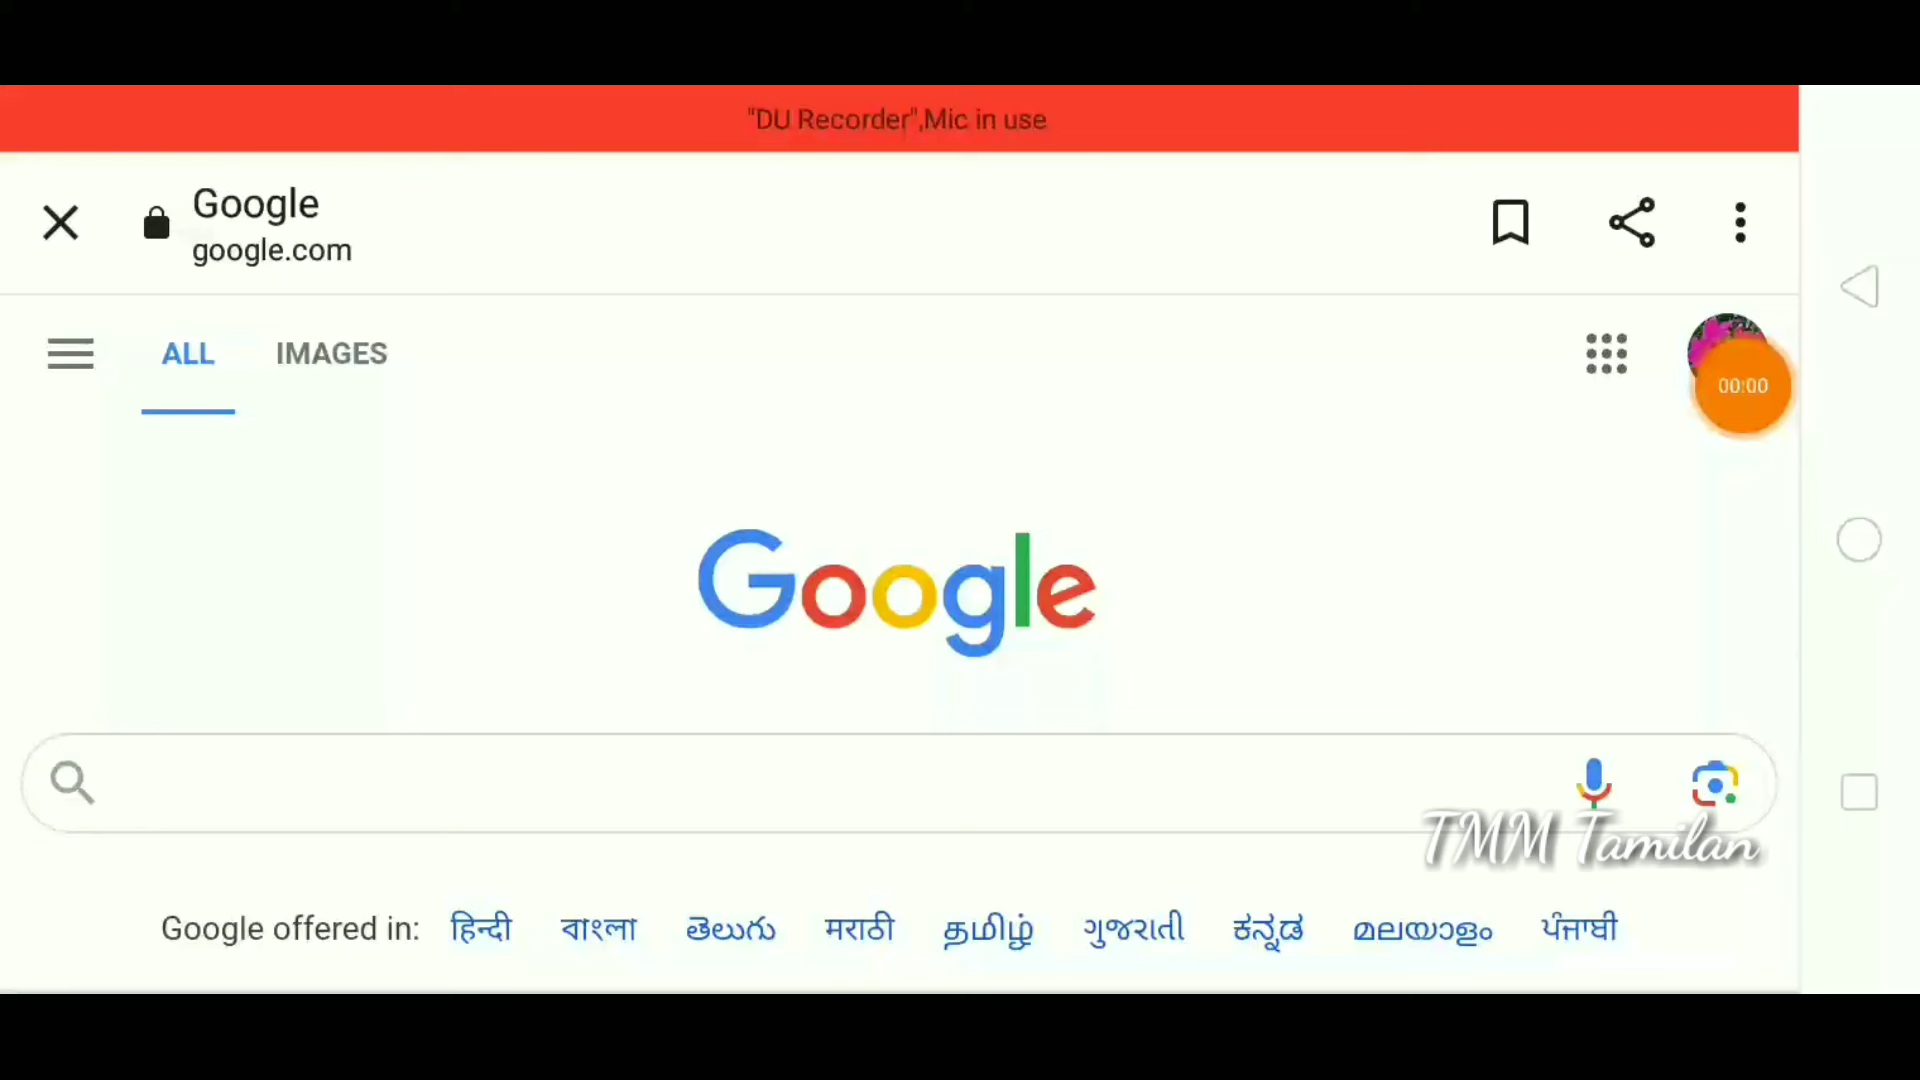 "DU Recorder",Mic in use
Google
google.com
ALL IMAGES
00:00
Google
TMM Tamilan
Google offered in: हिन्दी বাংলা తెలుగు मराठी தமிழ் ગુજરાતી ಕನ್ನಡ മലയാളം ਪੰਜਾਬੀ